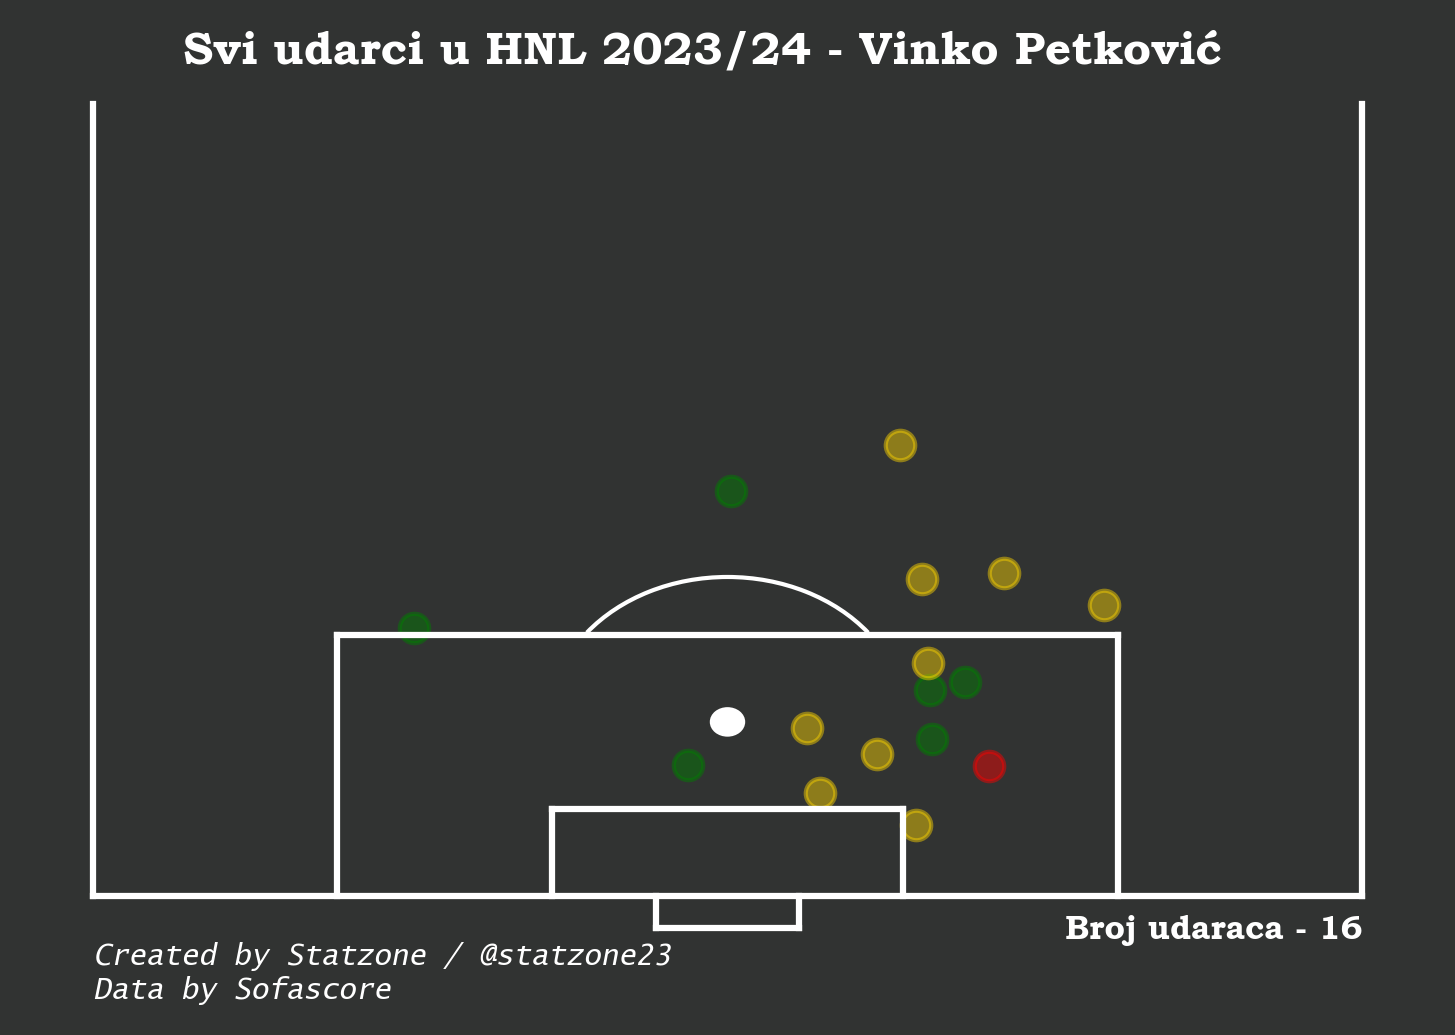 Svi udarci u HNL 2023/24 - Vinko Petković
Broj udaraca - 16
Created by Statzone / @statzone23
Data by Sofascore